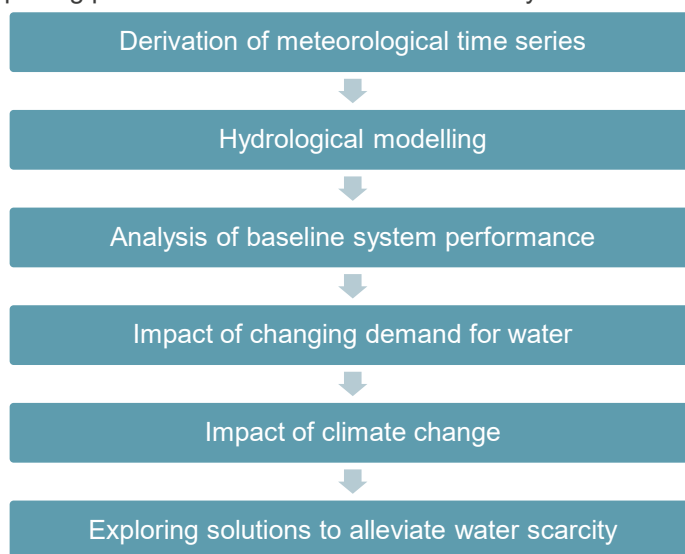 Derivation of meteorological time series
Hydrological modelling
Analysis of baseline system performance
Impact of changing demand for water
Impact of climate change
Exploring solutions to alleviate water scarcity